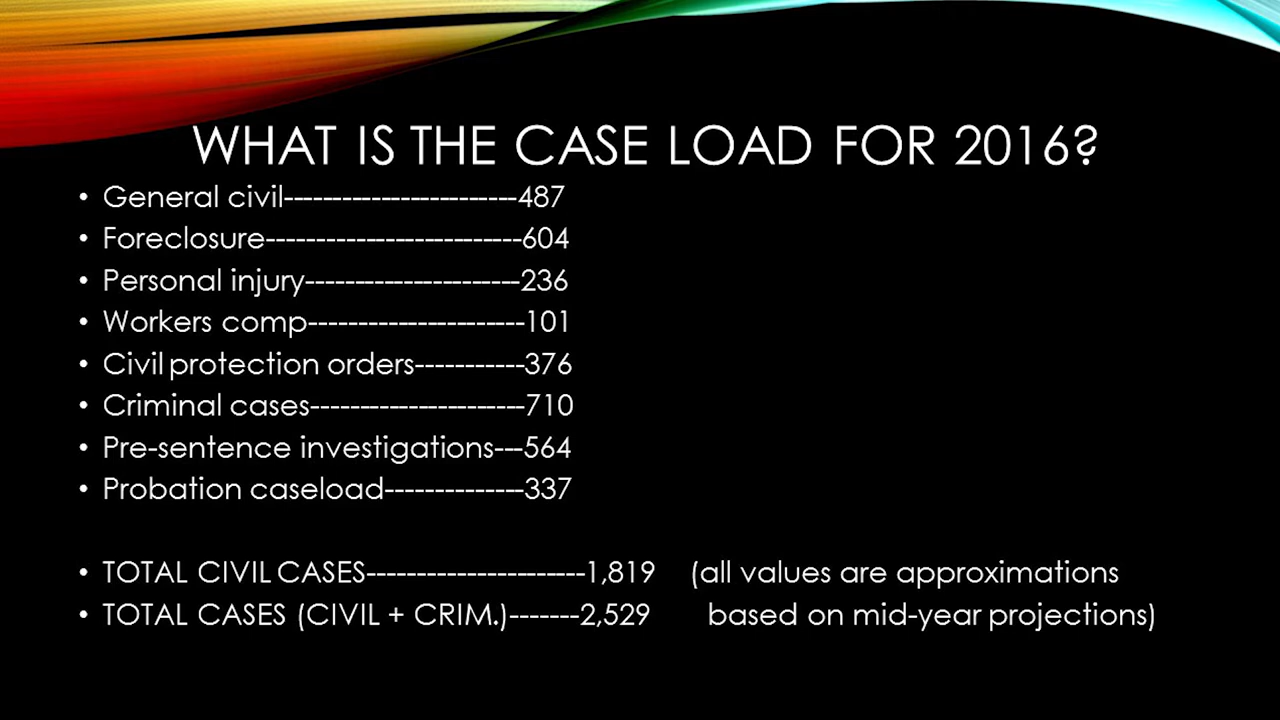 WHAT IS THE CASE LOAD FOR 2016?
• General civil------------------------487
• Foreclosure--------------------------604
• Personal injury----------------------236
• Workers comp----------------------101
• Civil protection orders-----------376
• Criminal cases----------------------710
• Pre-sentence investigations---564
• Probation caseload--------------337
• TOTAL CIVIL CASES----------------------1,819 (all values are approximations
• TOTAL CASES (CIVIL + CRIM.)-------2,529 based on mid-year projections)